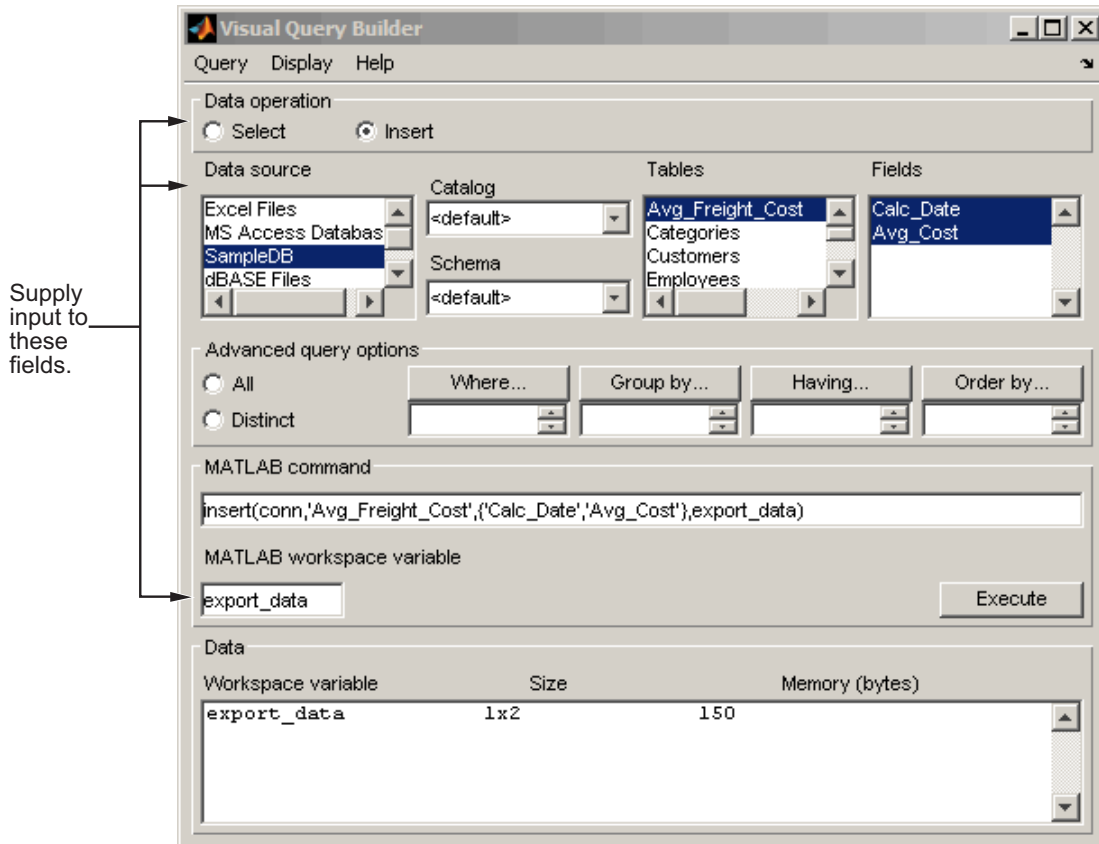 Visual Query Builder
Query Display Help
Data operation
Select Insert
Data source
Catalog
Tables
Fields
Excel Files
MS Access Databas
SampleDB
dBASE Files
<default>
Schema
<default>
Avg_Freight_Cost
Categories
Customers
Employees
Calc_Date
Avg_Cost
Supply
input to
these
fields.
Advanced query options
All
Distinct
Where... Group by... Having... Order by...
MATLAB command
insert(conn,'Avg_Freight_Cost',{'Calc_Date','Avg_Cost'},export_data)
MATLAB workspace variable
export_data
Execute
Data
Workspace variable Size Memory (bytes)
export_data 1x2 150